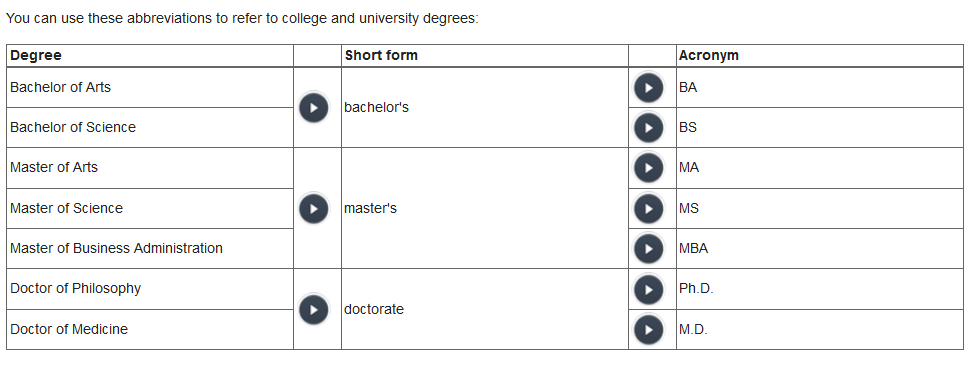 You can use these abbreviations to refer to college and university degrees:
Degree Short form Acronym
Bachelor of Arts bachelor's BA
Bachelor of Science BS
Master of Arts MA
Master of Science master's MS
Master of Business Administration MBA
Doctor of Philosophy doctorate Ph.D.
Doctor of Medicine M.D.